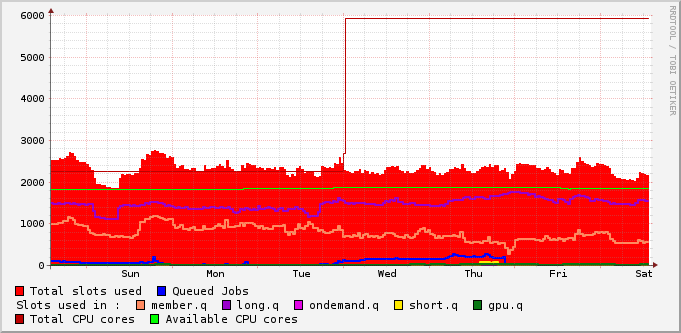 6000
5000
4000
3000
2000
1000
0
Sun Mon Tue Wed Thu Fri Sat
Total slots used Queued Jobs
Slots used in : member.q long.q ondemand.q short.q gpu.q
Total CPU cores Available CPU cores
RRDTOOL / TOBI OETIKER